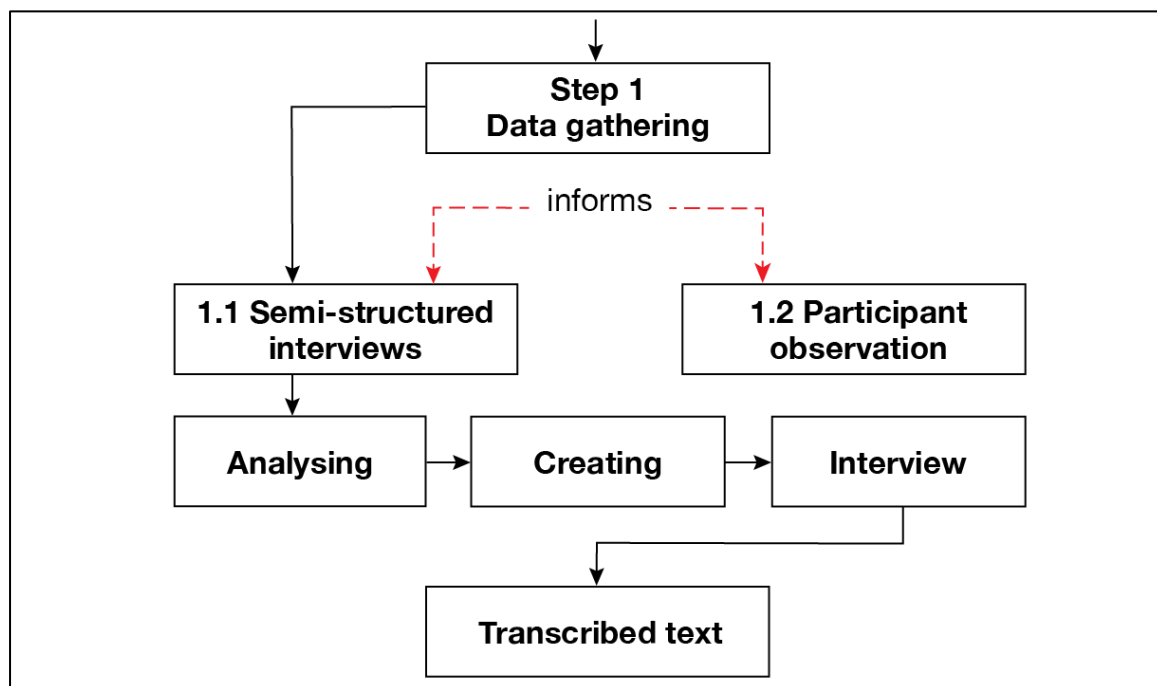 Step 1
Data gathering
informs
1.1 Semi-structured
interviews
1.2 Participant
observation
Analysing
Creating
Interview
Transcribed text